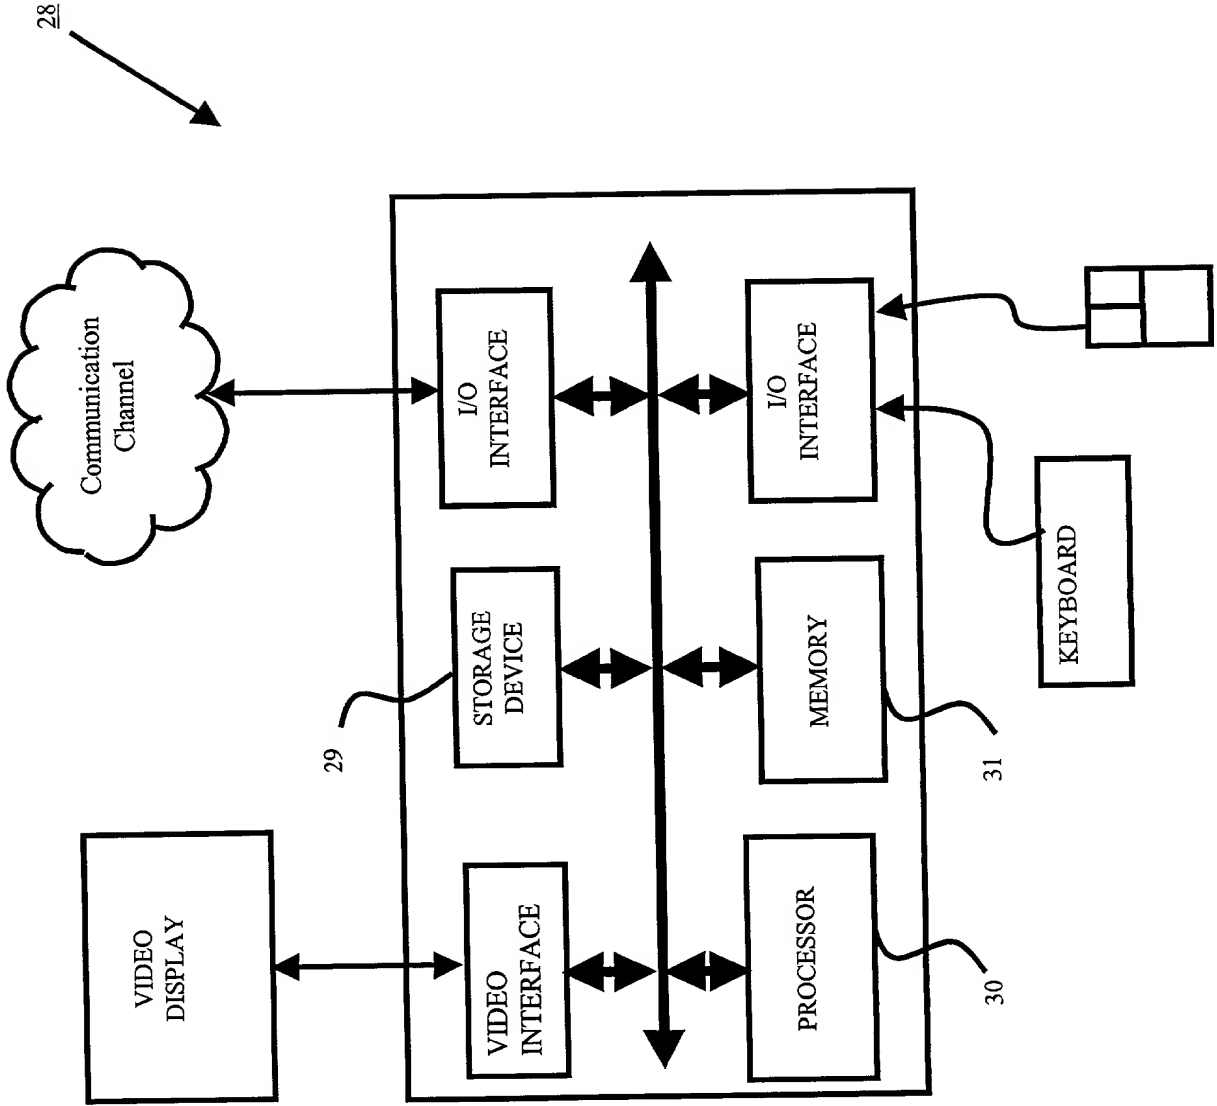 28
Communication
Channel
VIDEO
DISPLAY
29
VIDEO
INTERFACE
STORAGE
DEVICE
I/O
INTERFACE
PROCESSOR
MEMORY
I/O
INTERFACE
30
31
KEYBOARD